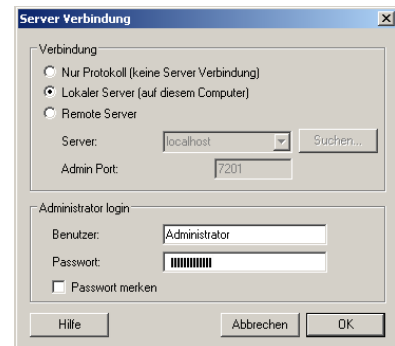 Server Verbindung
Verbindung
Nur Protokoll (keine Server Verbindung)
Lokaler Server (auf diesem Computer)
Remote Server
Server: localhost Suchen...
Admin Port: 7201
Administrator login
Benutzer: Administrator
Passwort:
Passwort merken
Hilfe Abbrechen OK